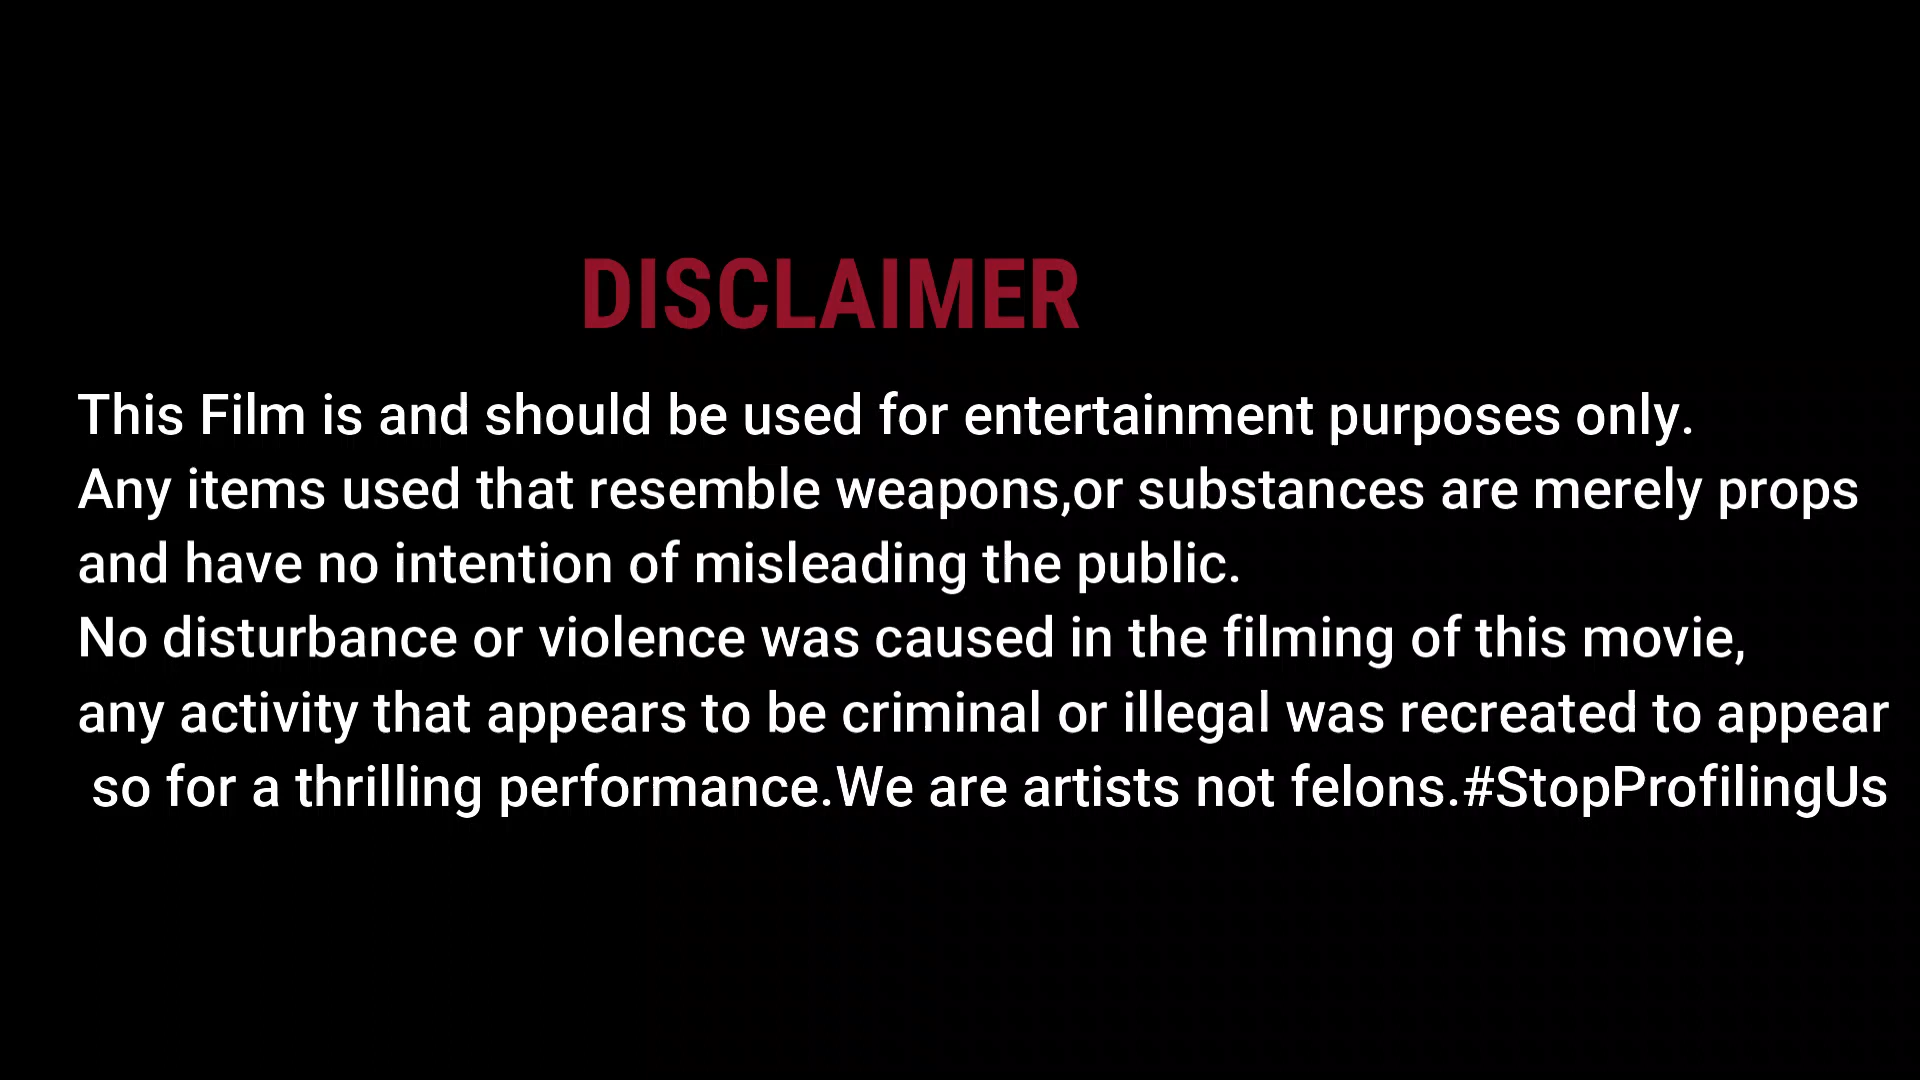 DISCLAIMER
This Film is and should be used for entertainment purposes only.
Any items used that resemble weapons,or substances are merely props
and have no intention of misleading the public.
No disturbance or violence was caused in the filming of this movie,
any activity that appears to be criminal or illegal was recreated to appear
so for a thrilling performance.We are artists not felons.#StopProfilingUs